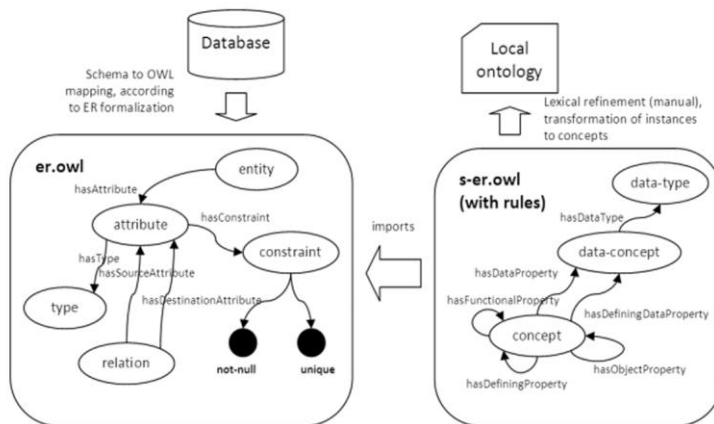 Database
Schema to OWL
mapping, according
to ER formalization
Local
ontology
Lexical refinement (manual),
transformation of instances
to concepts
er.owl
entity
hasAttribute
attribute
hasConstraint
constraint
hasType
hasSourceAttribute
hasDestinationAttribute
type
relation
not-null
unique
imports
s-er.owl
(with rules)
data-type
hasDataType
data-concept
hasDataProperty
hasFunctionalProperty
hasDefiningDataProperty
concept
hasObjectProperty
hasDefiningProperty